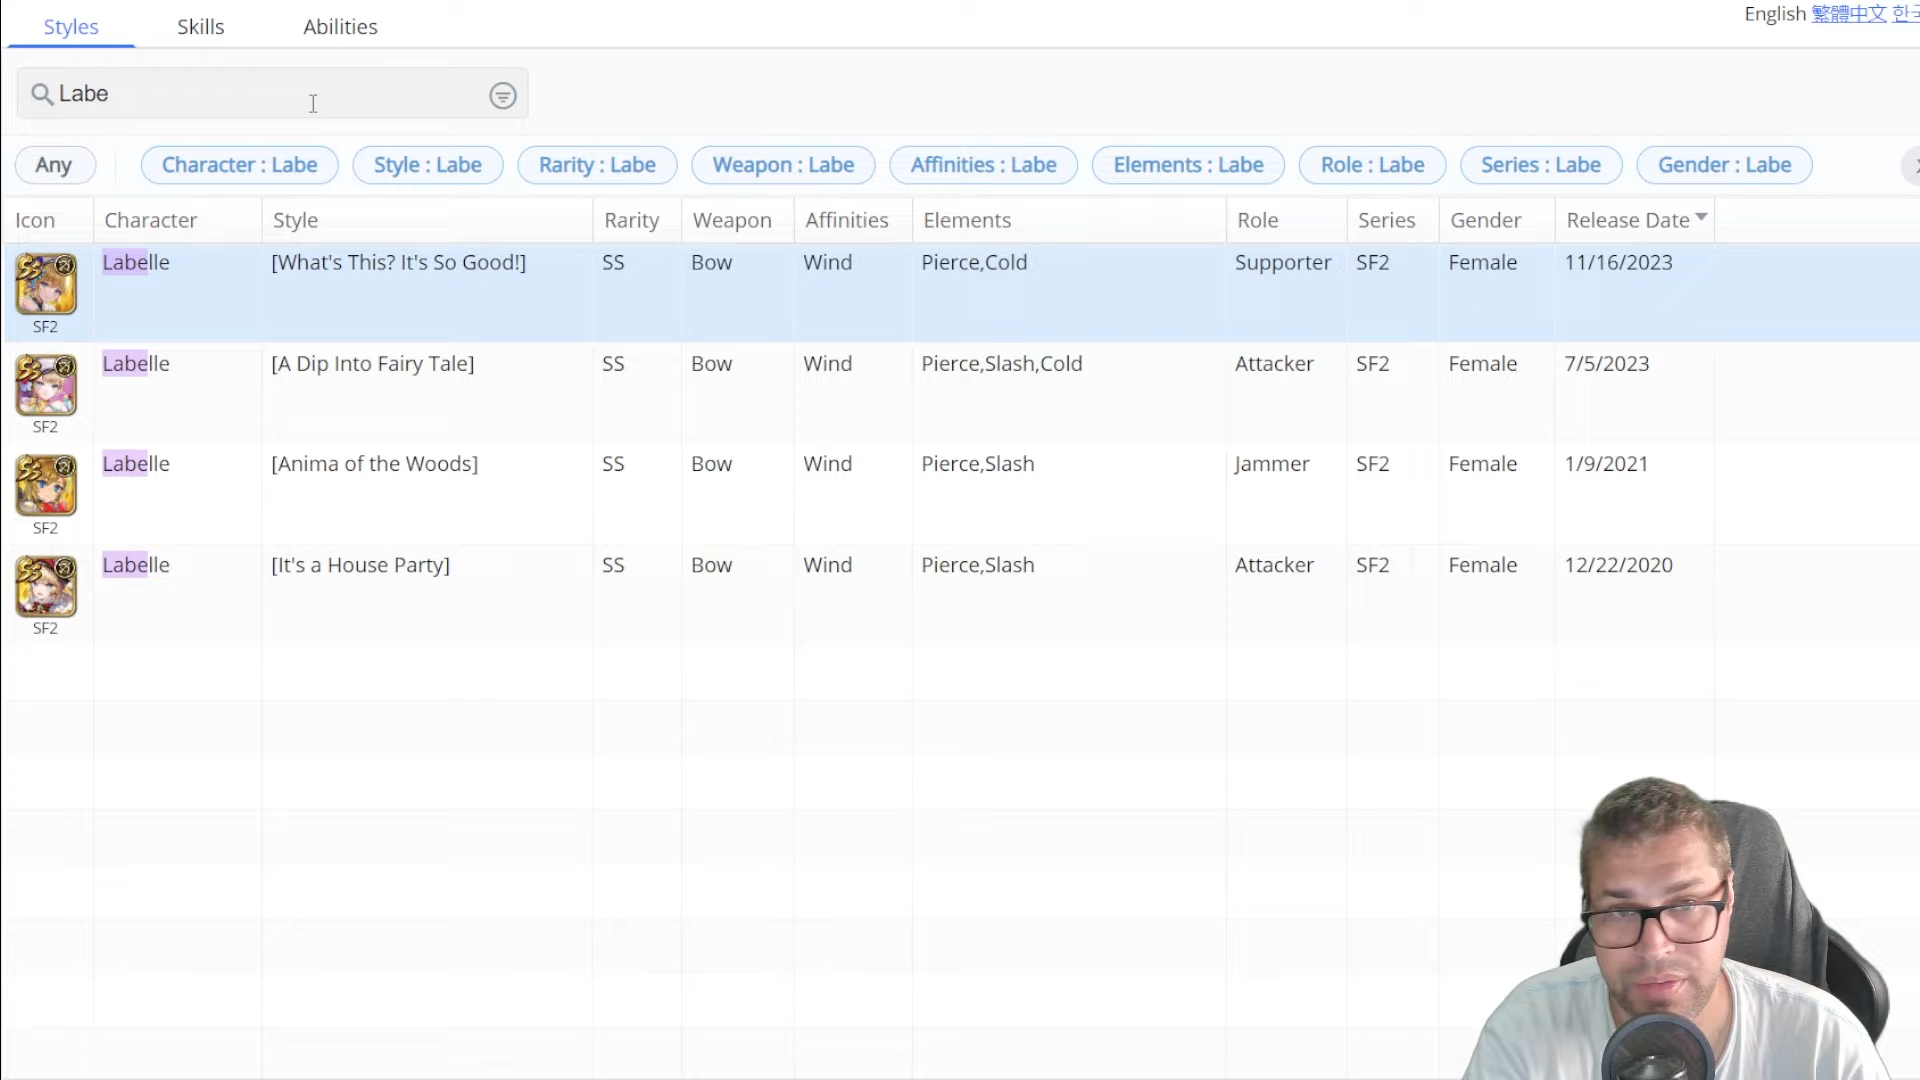 Styles Skills Abilities English 繁體中文
Labe
Any Character : Labe Style : Labe Rarity : Labe Weapon : Labe Affinities : Labe Elements : Labe Role : Labe Series : Labe Gender : Labe
Icon Character Style Rarity Weapon Affinities Elements Role Series Gender Release Date
SS Labelle [What's This? It's So Good!] SS Bow Wind Pierce,Cold Supporter SF2 Female 11/16/2023
SF2
SS Labelle [A Dip Into Fairy Tale] SS Bow Wind Pierce,Slash,Cold Attacker SF2 Female 7/5/2023
SF2
SS Labelle [Anima of the Woods] SS Bow Wind Pierce,Slash Jammer SF2 Female 1/9/2021
SF2
SS Labelle [It's a House Party] SS Bow Wind Pierce,Slash Attacker SF2 Female 12/22/2020
SF2